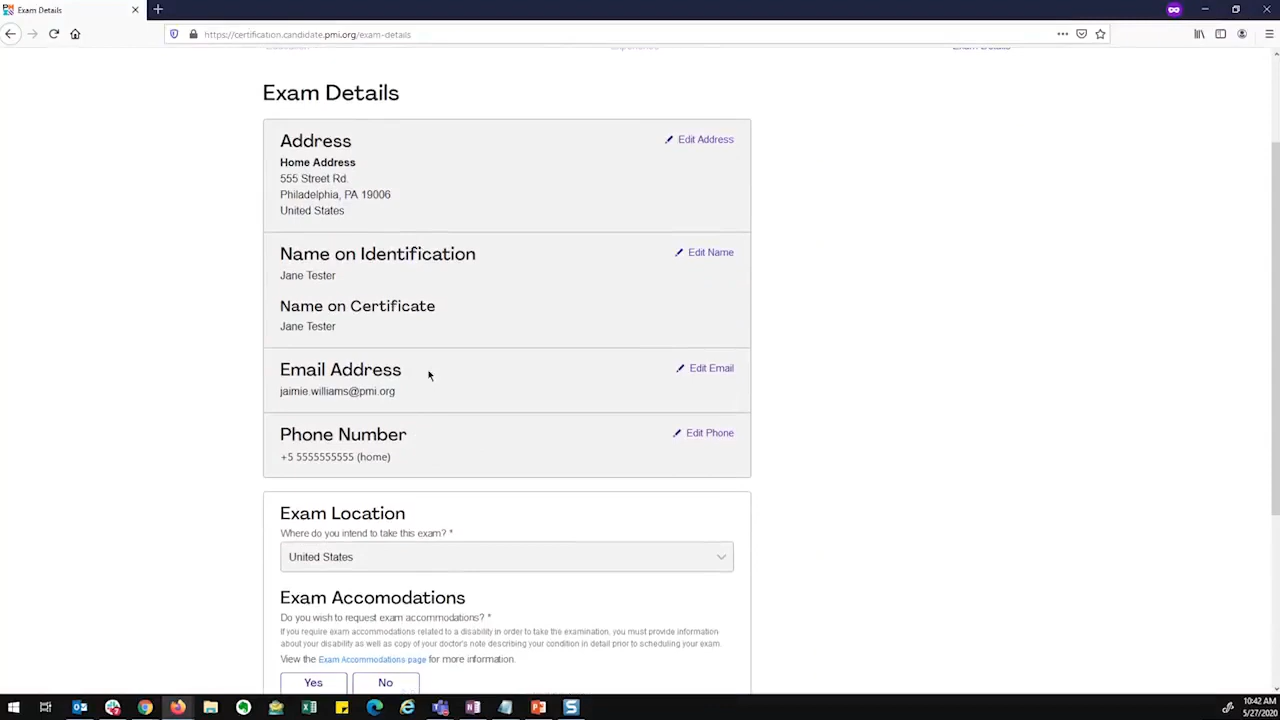 Exam Details
https://certification.candidate.pmi.org/exam-details
Exam Details
Exam Details
Address
Edit Address
Home Address
555 Street Rd.
Philadelphia, PA 19006
United States
Name on Identification
Edit Name
Jane Tester
Name on Certificate
Jane Tester
Email Address
Edit Email
jaimie.williams@pmi.org
Phone Number
Edit Phone
+5 5555555555 (home)
Exam Location
Where do you intend to take this exam? *
United States
Exam Accomodations
Do you wish to request exam accommodations? *
If you require exam accommodations related to a disability in order to take the examination, you must provide information
about your disability as well as copy of your doctor's note describing your condition in detail prior to scheduling your exam.
View the Exam Accommodations page for more information.
Yes
No
10:42 AM
5/27/2020